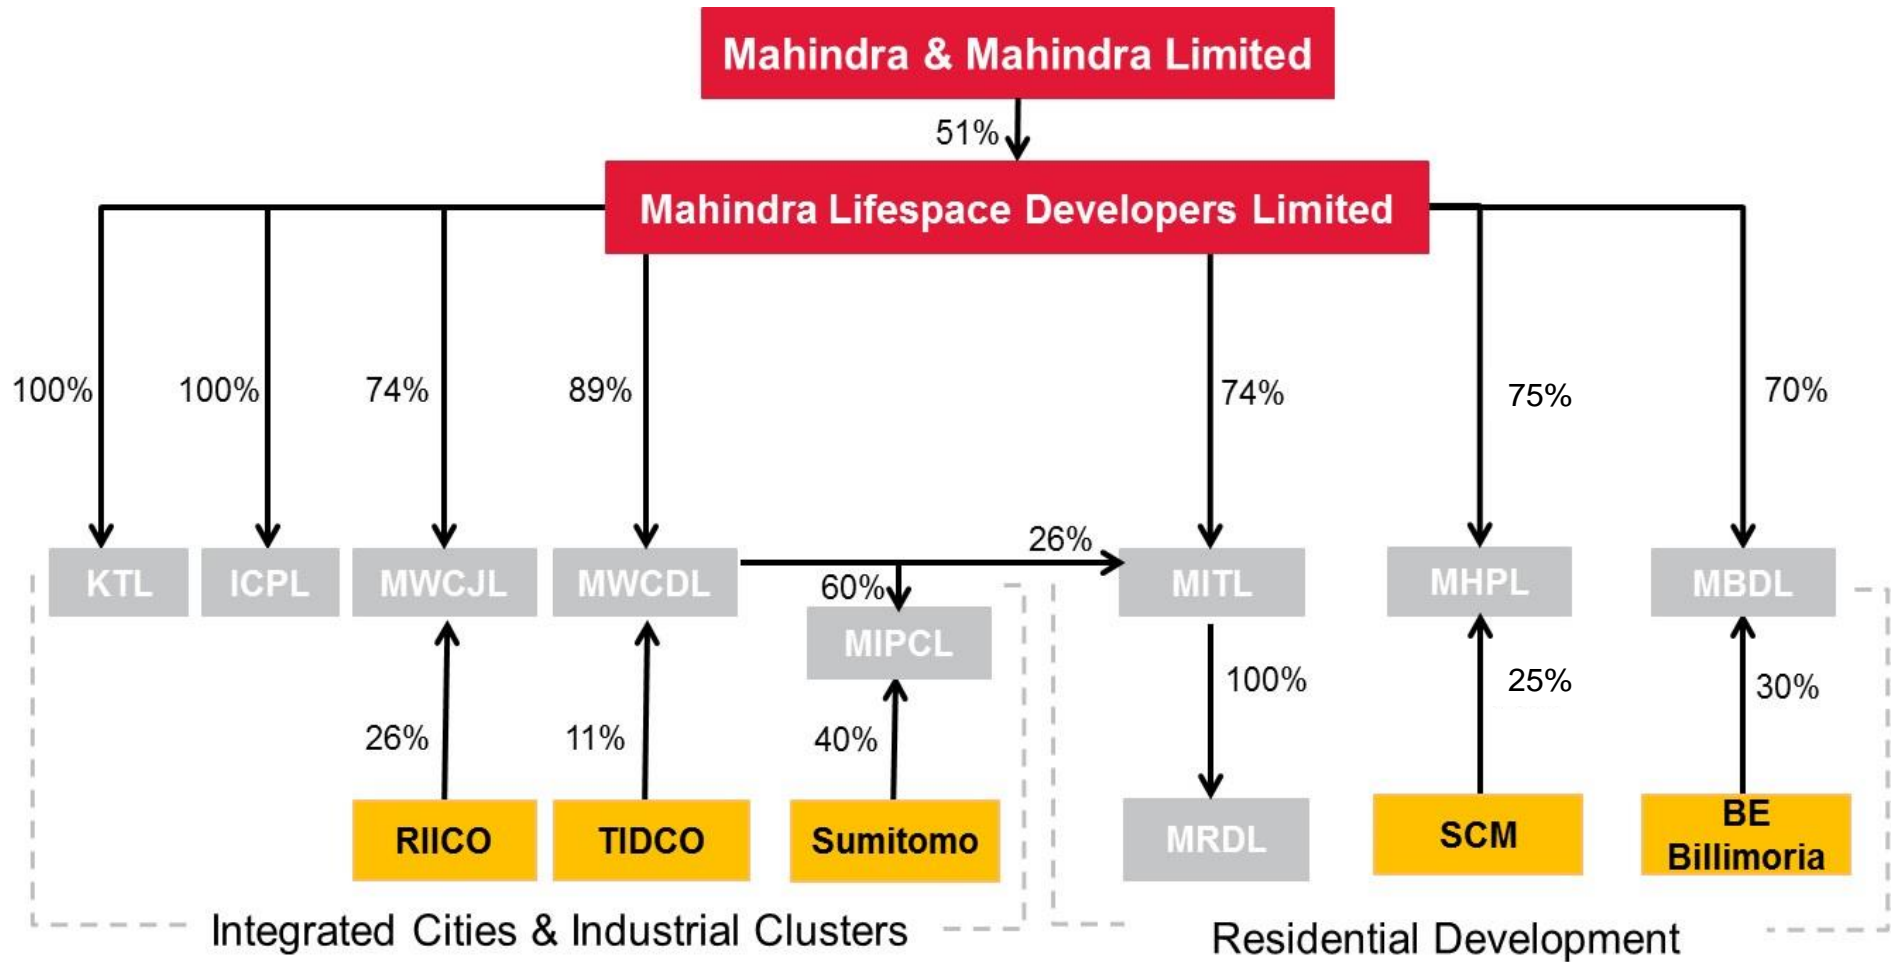 Mahindra & Mahindra Limited
51%
Mahindra Lifespace Developers Limited
100%
100%
74%
89%
74%
75%
70%
26%
KTL
ICPL
MWCJL
MWCDL
60%
MITL
MHPL
MBDL
MIPCL
100%
25%
30%
26%
11%
40%
RIICO
TIDCO
Sumitomo
MRDL
SCM
BE
Billimoria
Integrated Cities & Industrial Clusters
Residential Development